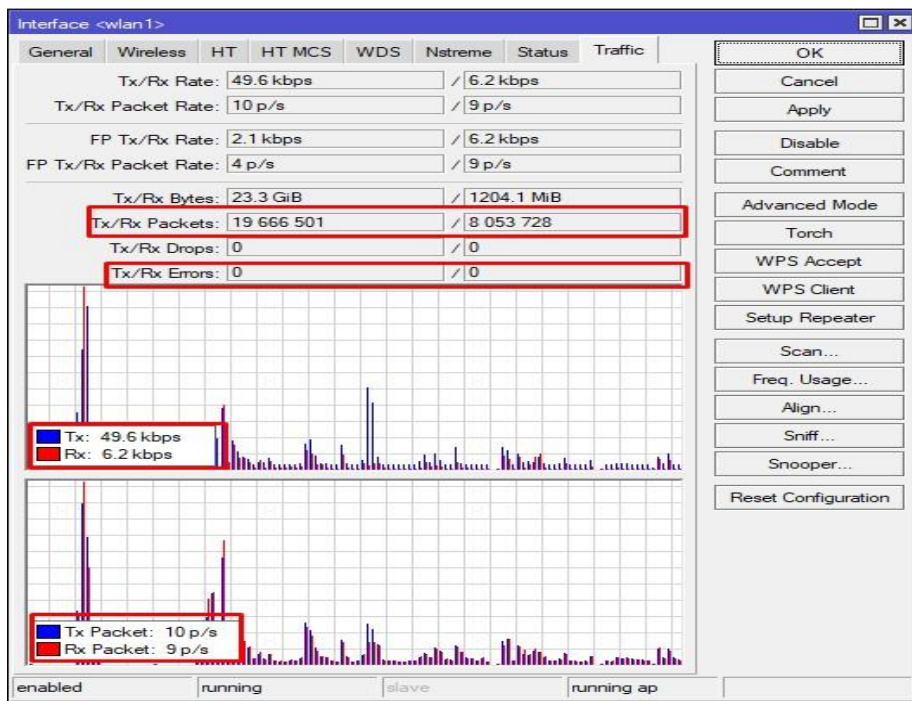 Interface <wlan1>
General Wireless HT HT MCS WDS Nstreme Status Traffic
Tx/Rx Rate: 49.6 kbps / 6.2 kbps
Tx/Rx Packet Rate: 10 p/s / 9 p/s
FP Tx/Rx Rate: 2.1 kbps / 6.2 kbps
FP Tx/Rx Packet Rate: 4 p/s / 9 p/s
Tx/Rx Bytes: 23.3 GiB / 1204.1 MiB
Tx/Rx Packets: 19 666 501 / 8 053 728
Tx/Rx Drops: 0 / 0
Tx/Rx Errors: 0 / 0
Tx: 49.6 kbps
Rx: 6.2 kbps
Tx Packet: 10 p/s
Rx Packet: 9 p/s
OK
Cancel
Apply
Disable
Comment
Advanced Mode
Torch
WPS Accept
WPS Client
Setup Repeater
Scan...
Freq. Usage...
Align...
Sniff...
Snooper...
Reset Configuration
enabled running slave running ap